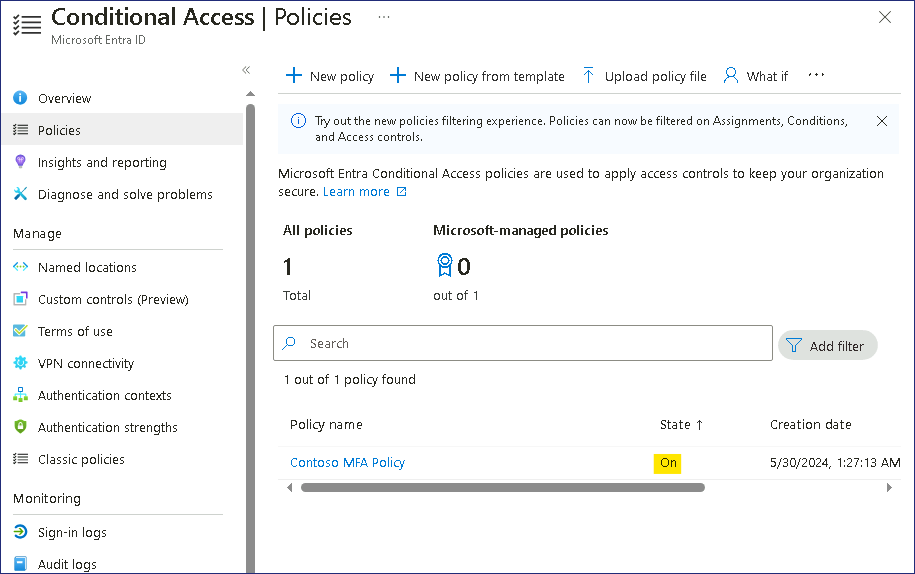 Conditional Access | Policies ...
Microsoft Entra ID
Overview
Policies
Insights and reporting
Diagnose and solve problems
Manage
Named locations
Custom controls (Preview)
Terms of use
VPN connectivity
Authentication contexts
Authentication strengths
Classic policies
Monitoring
Sign-in logs
Audit logs
New policy New policy from template Upload policy file What if ...
Try out the new policies filtering experience. Policies can now be filtered on Assignments, Conditions,
and Access controls.
Microsoft Entra Conditional Access policies are used to apply access controls to keep your organization
secure. Learn more
All policies Microsoft-managed policies
1 0
Total out of 1
Search Add filter
1 out of 1 policy found
Policy name State ↑ Creation date
Contoso MFA Policy On 5/30/2024, 1:27:13 AM